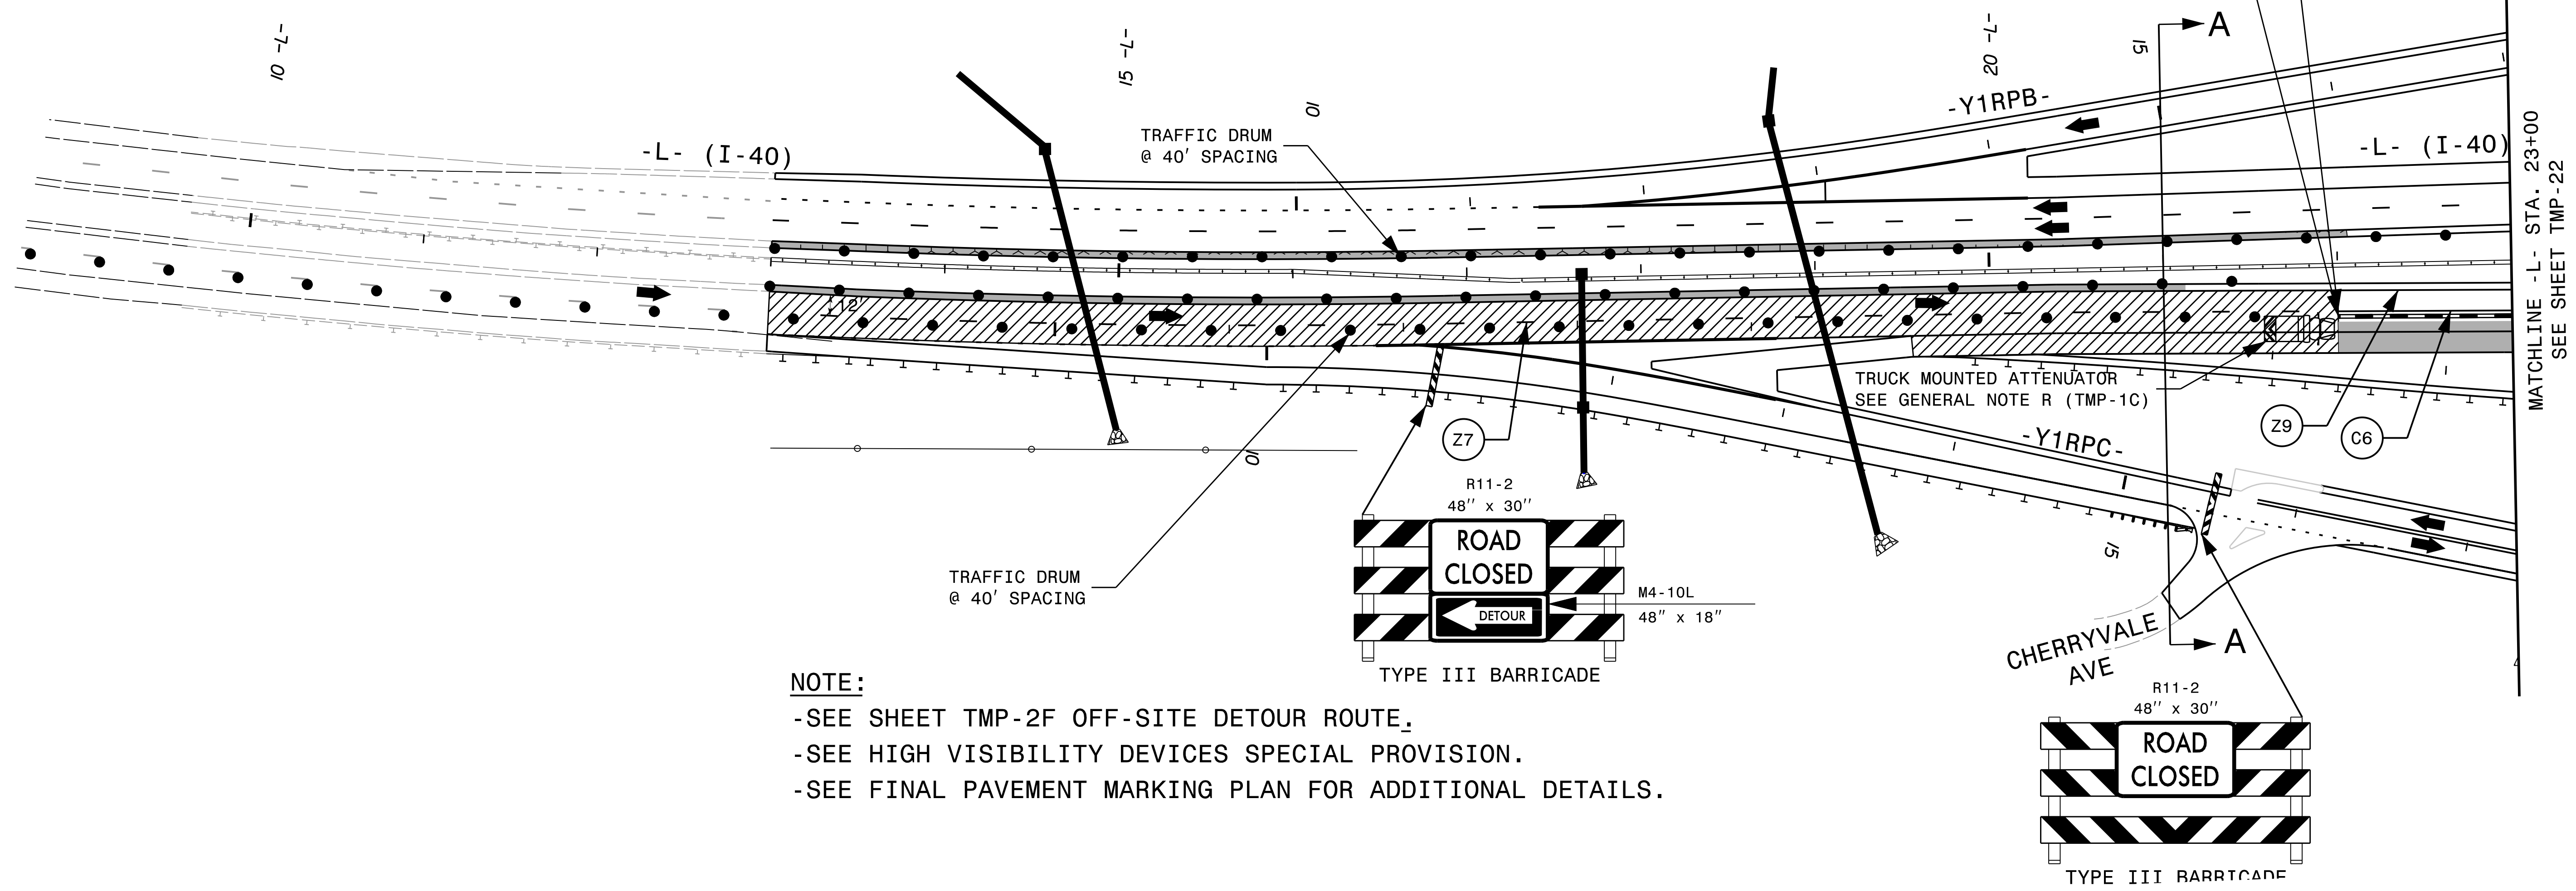 10 -L-
15 -L-
20 -L-
15
A
10
-Y1RPB-
TRAFFIC DRUM
@ 40' SPACING
-L- (I-40)
-L- (I-40)
MATCHLINE -L- STA. 23+00
SEE SHEET TMP-22
12'
TRUCK MOUNTED ATTENUATOR
SEE GENERAL NOTE R (TMP-1C)
Z7
Z9
C6
-Y1RPC-
10
R11-2
48" x 30"
ROAD
CLOSED
DETOUR
M4-10L
48" x 18"
TYPE III BARRICADE
TRAFFIC DRUM
@ 40' SPACING
15
CHERRYVALE
AVE
A
NOTE:
-SEE SHEET TMP-2F OFF-SITE DETOUR ROUTE.
-SEE HIGH VISIBILITY DEVICES SPECIAL PROVISION.
-SEE FINAL PAVEMENT MARKING PLAN FOR ADDITIONAL DETAILS.
R11-2
48" x 30"
ROAD
CLOSED
TYPE III BARRICADE